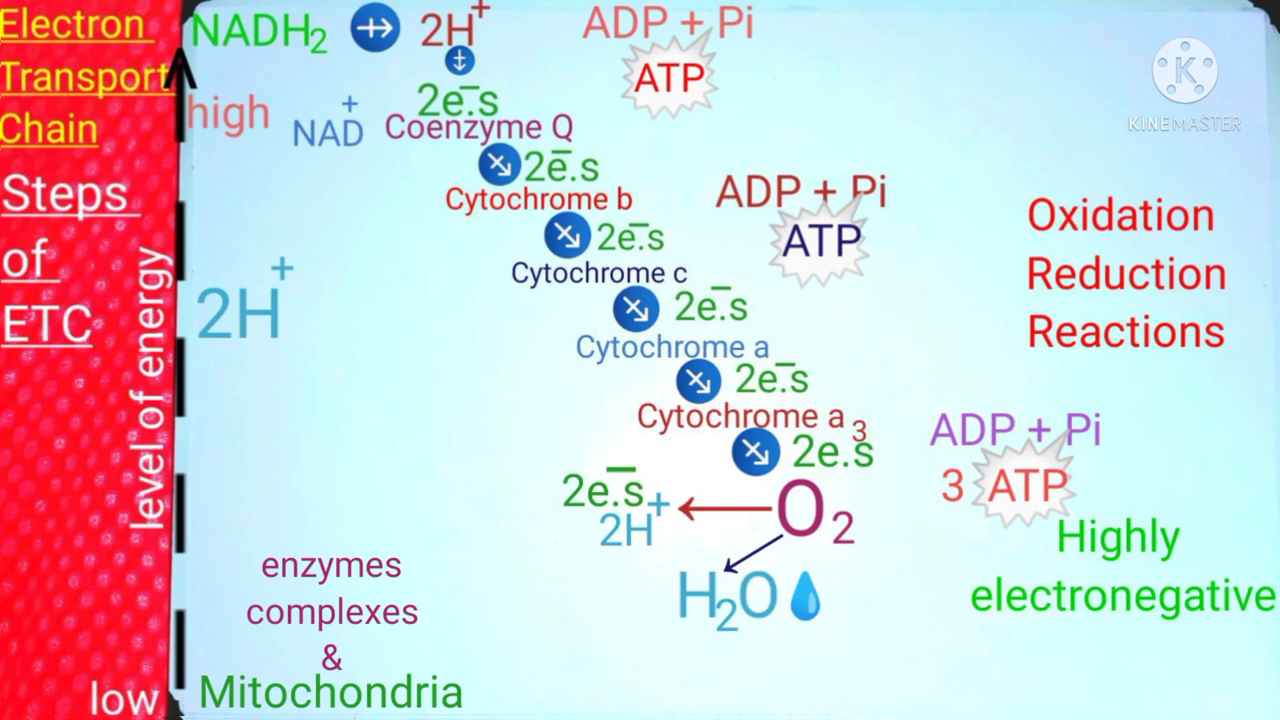 Electron
Transport
Chain
Steps
of
ETC
level of energy
high
low
NADH₂
2H⁺
NAD⁺
2e⁻.s
Coenzyme Q
2e⁻.s
Cytochrome b
2e⁻.s
Cytochrome c
2e⁻.s
Cytochrome a
2e⁻.s
Cytochrome a₃
2e.s
O₂
2e⁻.s
2H⁺
H₂O
2H⁺
ADP + Pi
ATP
ADP + Pi
ATP
ADP + Pi
3 ATP
Oxidation
Reduction
Reactions
Highly
electronegative
enzymes
complexes
&
Mitochondria
K
KINEMASTER